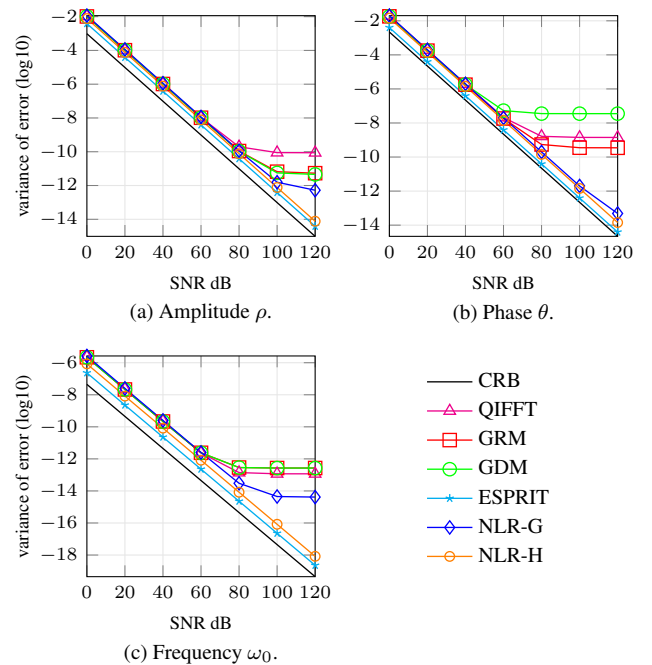 variance of error (log10)
−2
−4
−6
−8
−10
−12
−14
0 20 40 60 80 100 120
SNR dB
(a) Amplitude ρ.
−2
−4
−6
−8
−10
−12
−14
0 20 40 60 80 100 120
SNR dB
(b) Phase θ.
variance of error (log10)
−6
−8
−10
−12
−14
−16
−18
0 20 40 60 80 100 120
SNR dB
(c) Frequency ω₀.
CRB
QIFFT
GRM
GDM
ESPRIT
NLR-G
NLR-H